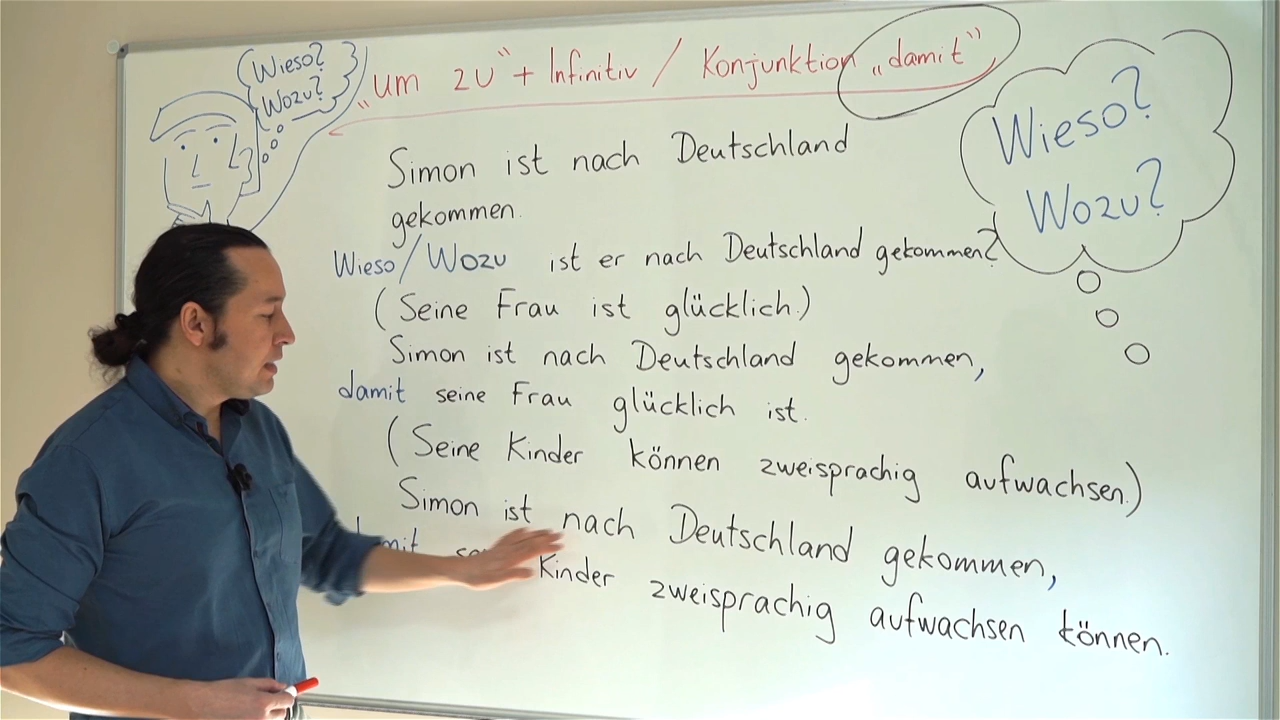 Wieso?
Wozu?
„um zu“ + Infinitiv / Konjunktion „damit“
Wieso?
Wozu?
Simon ist nach Deutschland
gekommen.
Wieso/Wozu ist er nach Deutschland gekommen?
(Seine Frau ist glücklich.)
Simon ist nach Deutschland gekommen,
damit seine Frau glücklich ist.
(Seine Kinder können zweisprachig aufwachsen.)
Simon ist nach Deutschland gekommen,
Kinder zweisprachig aufwachsen können.